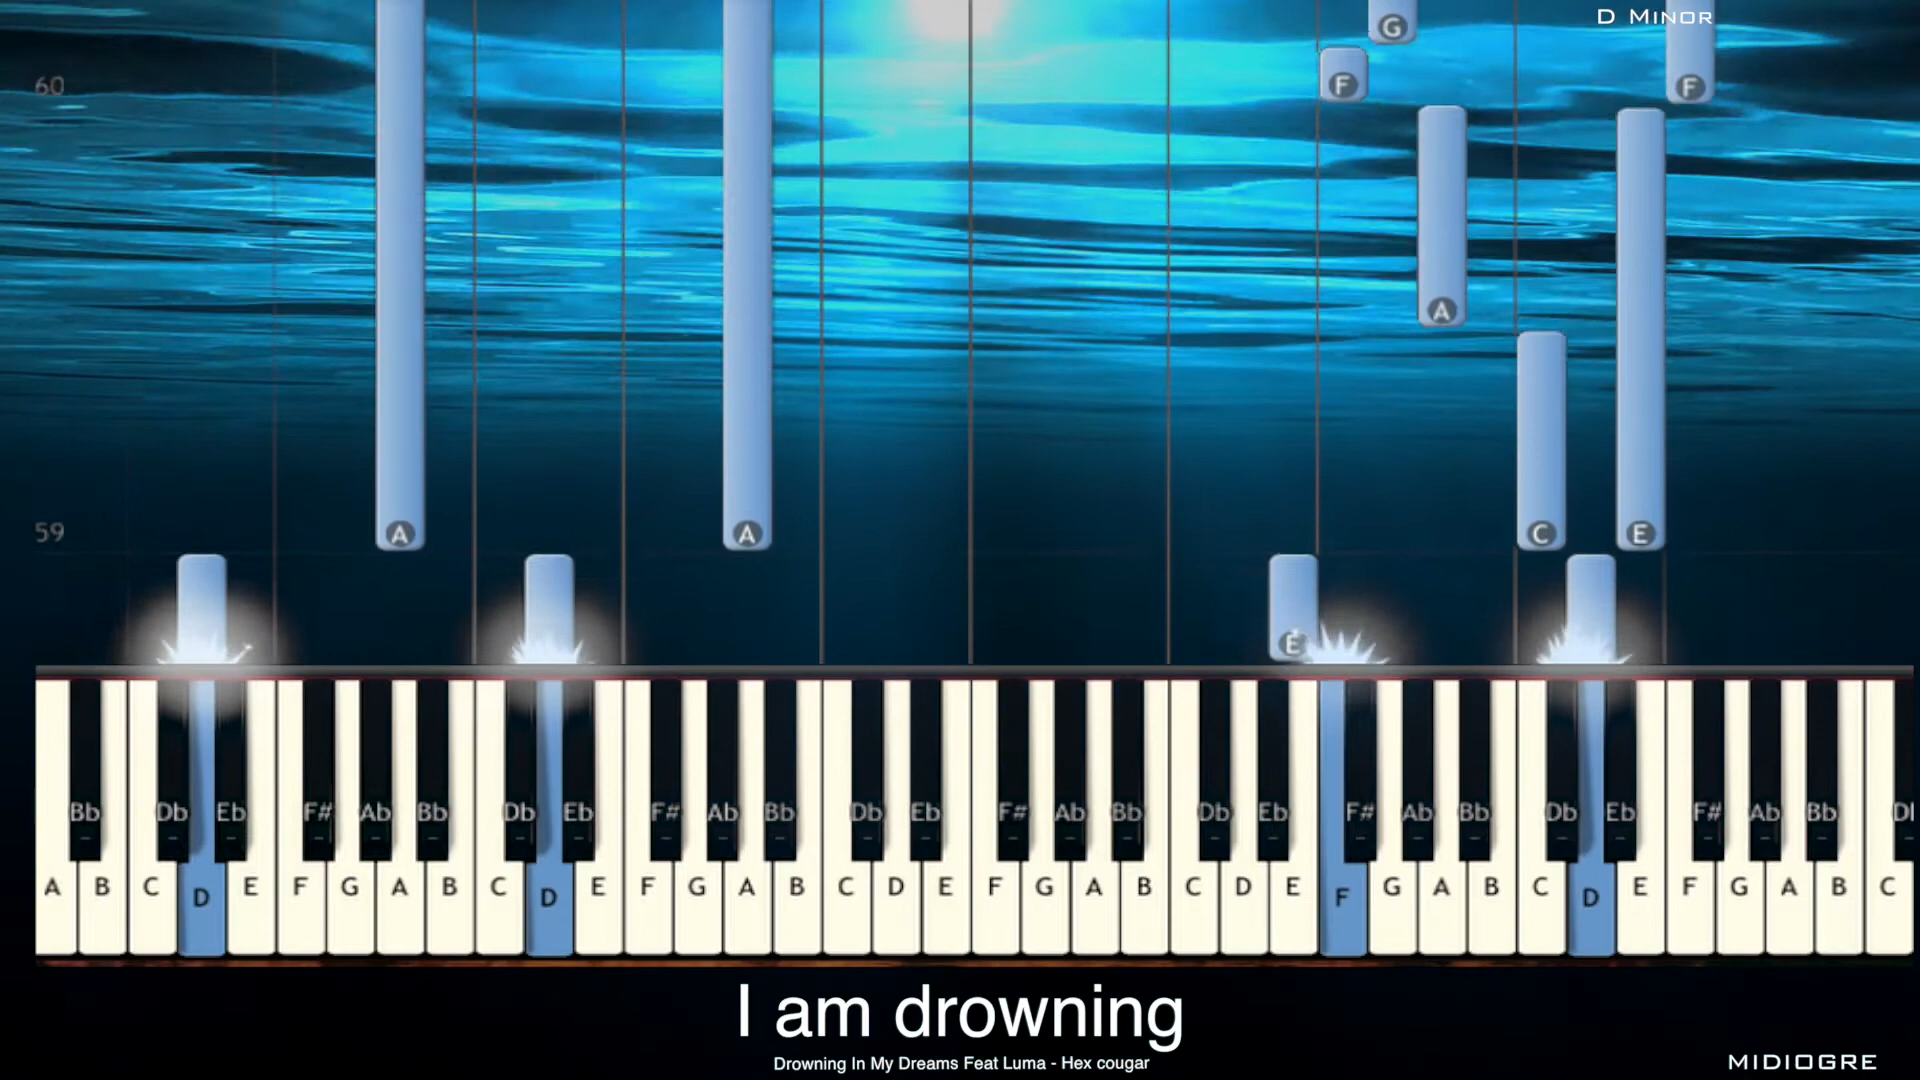 D Minor
G
F
60
F
A
59
A
A
C
E
E
Bb Db Eb F# Ab Bb Db Eb F# Ab Bb Db Eb F# Ab Bb Db Eb F# Ab Bb Db Eb F# Ab Bb
A B C D E F G A B C D E F G A B C D E F G A B C D E F G A B C D E F G A B C
I am drowning
Drowning In My Dreams Feat Luma - Hex cougar
MIDIOGRE